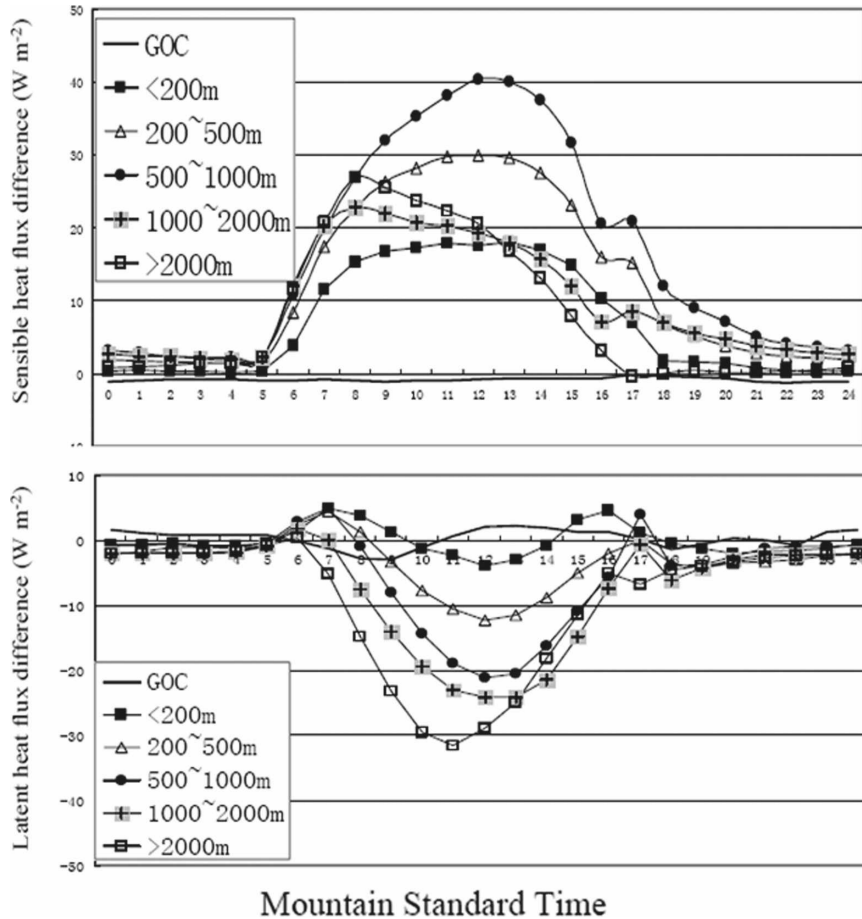 Sensible heat flux difference (W m⁻²)
50
40
30
20
10
0
GOC
<200m
200~500m
500~1000m
1000~2000m
>2000m
0 1 2 3 4 5 6 7 8 9 10 11 12 13 14 15 16 17 18 19 20 21 22 23 24
Latent heat flux difference (W m⁻²)
10
0
-10
-20
-30
-40
-50
5 6 7 8 9 10 11 12 13 14 15 16 17
GOC
<200m
200~500m
500~1000m
1000~2000m
>2000m
Mountain Standard Time